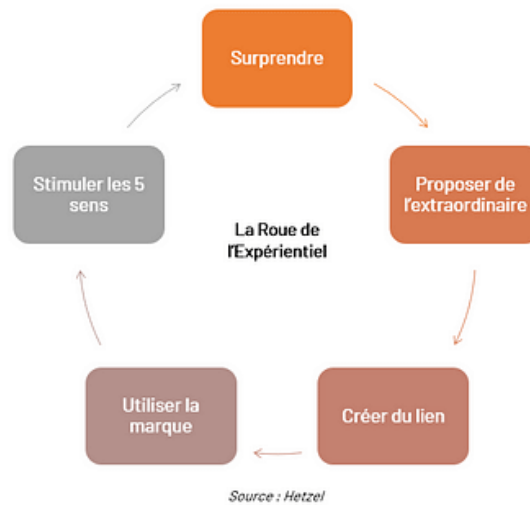 Surprendre
Proposer de
l'extraordinaire
Créer du lien
Utiliser la
marque
Stimuler les 5
sens
La Roue de
l'Expérientiel
Source : Hetzel